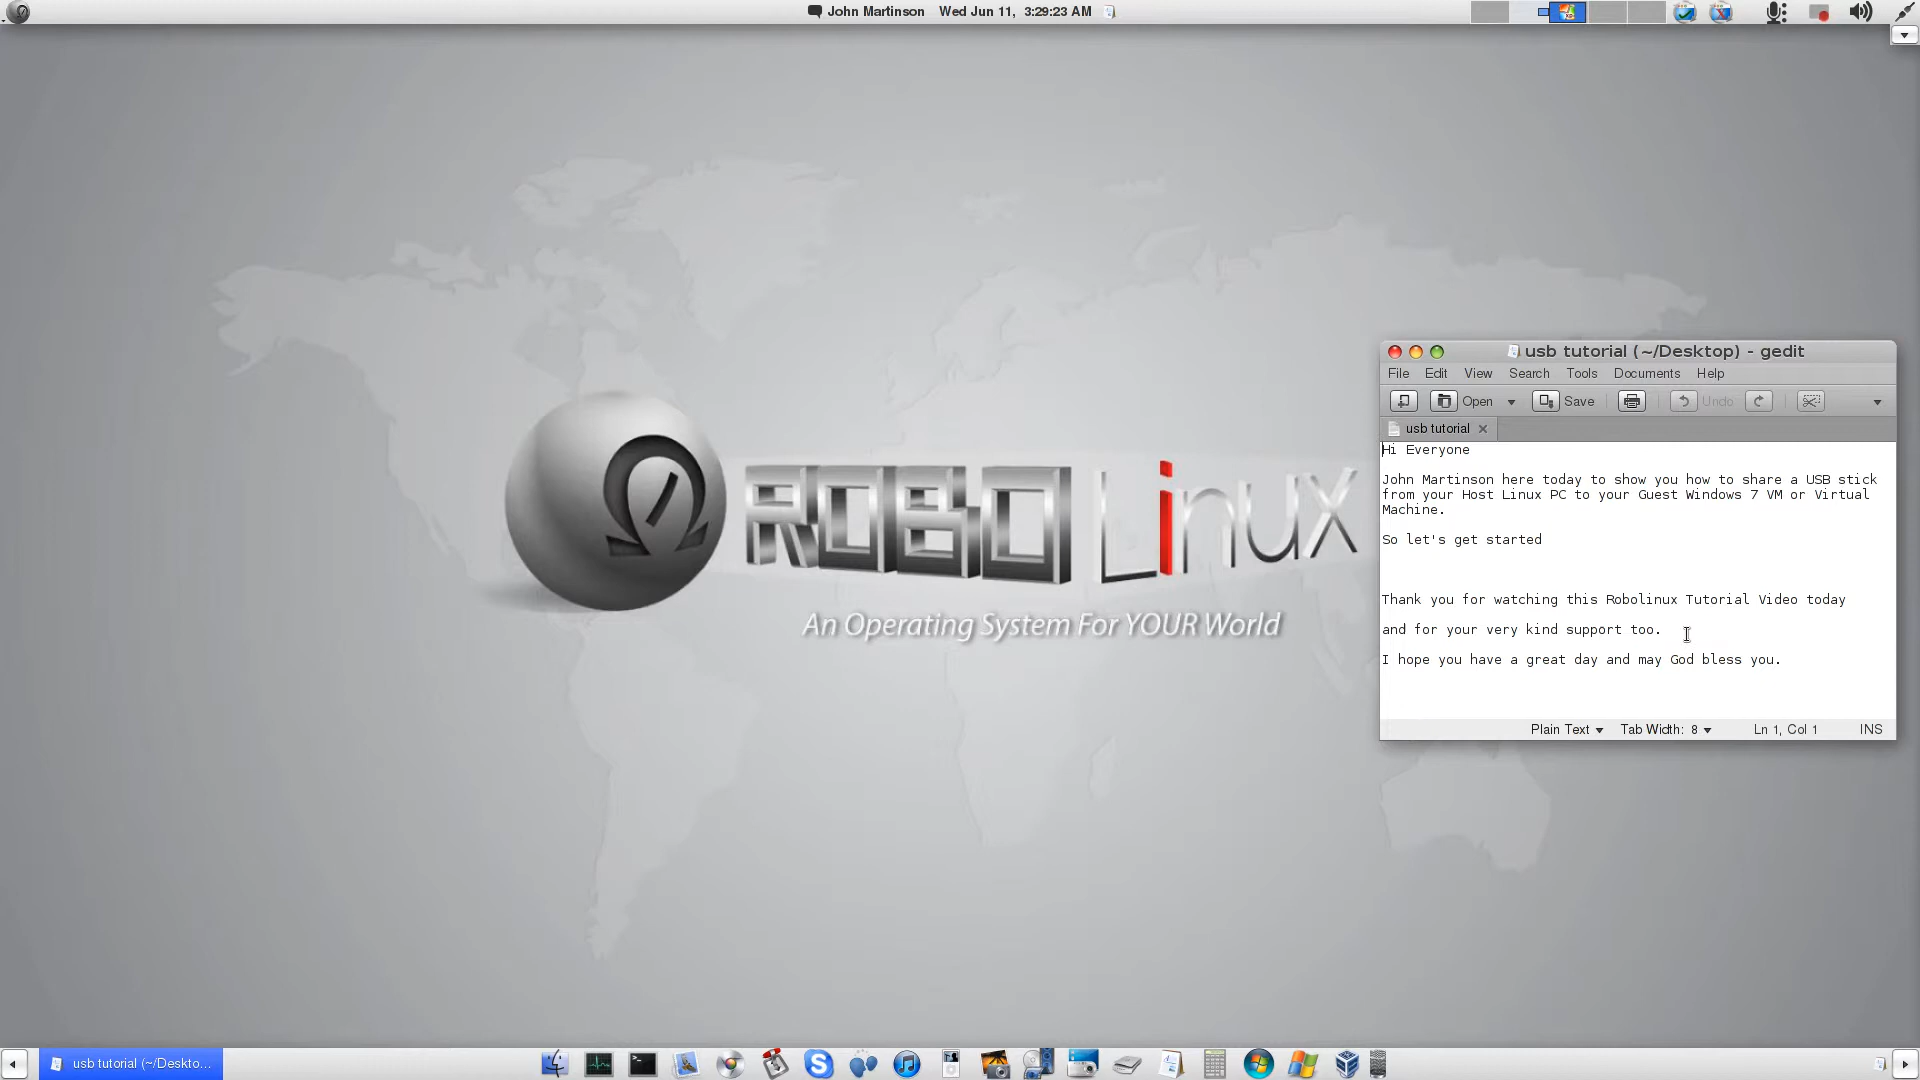 John Martinson Wed Jun 11, 3:29:23 AM
usb tutorial (~/Desktop) - gedit
File Edit View Search Tools Documents Help
Open Save Undo
usb tutorial
Hi Everyone
John Martinson here today to show you how to share a USB stick
from your Host Linux PC to your Guest Windows 7 VM or Virtual
Machine.
So let's get started
Thank you for watching this Robolinux Tutorial Video today
and for your very kind support too.
I hope you have a great day and may God bless you.
Plain Text Tab Width: 8 Ln 1, Col 1 INS
ROBO Linux
An Operating System For YOUR World
usb tutorial (~/Deskto...